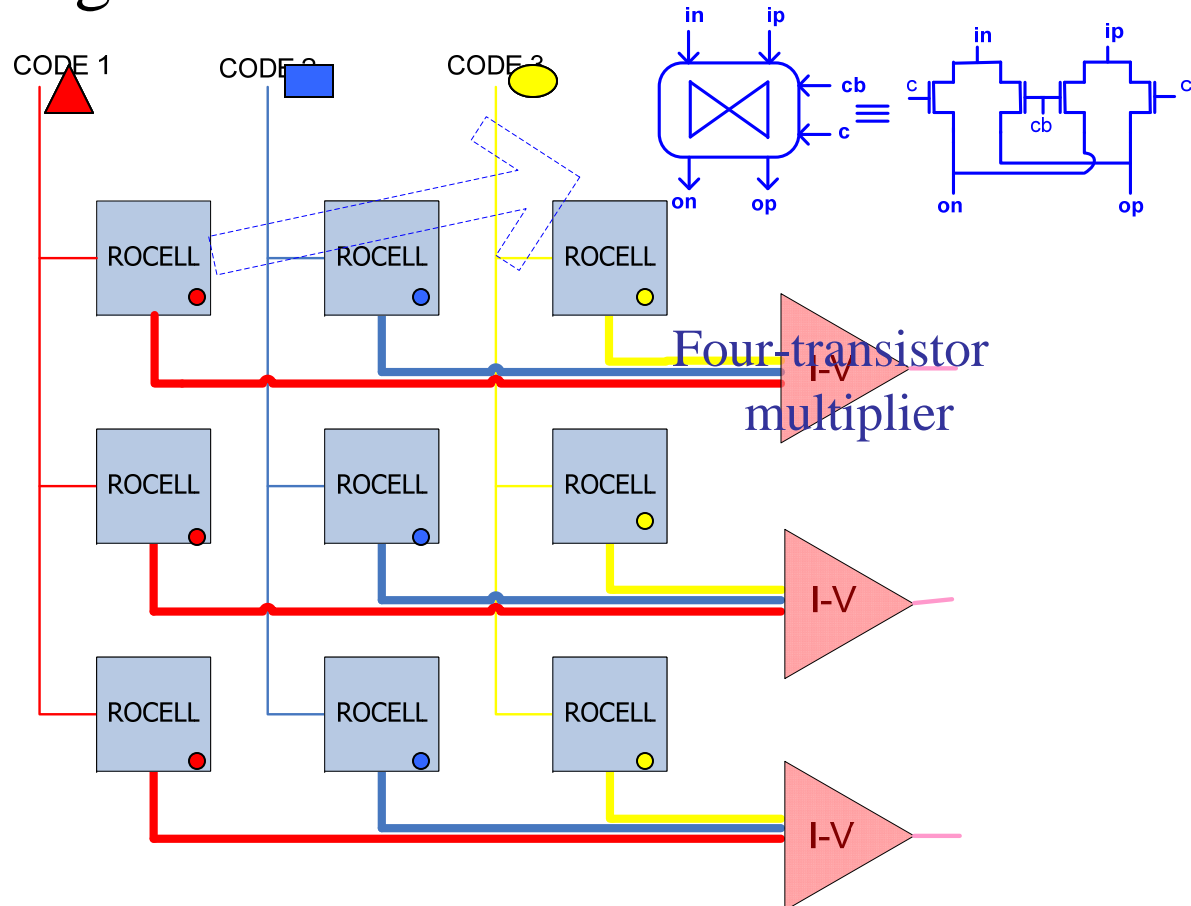 CODE 1
CODE 2
CODE 3
in
ip
cb
c
on
op
in
ip
c
cb
c
on
op
ROCELL
ROCELL
ROCELL
Four-transistor
multiplier
I-V
ROCELL
ROCELL
ROCELL
I-V
ROCELL
ROCELL
ROCELL
I-V